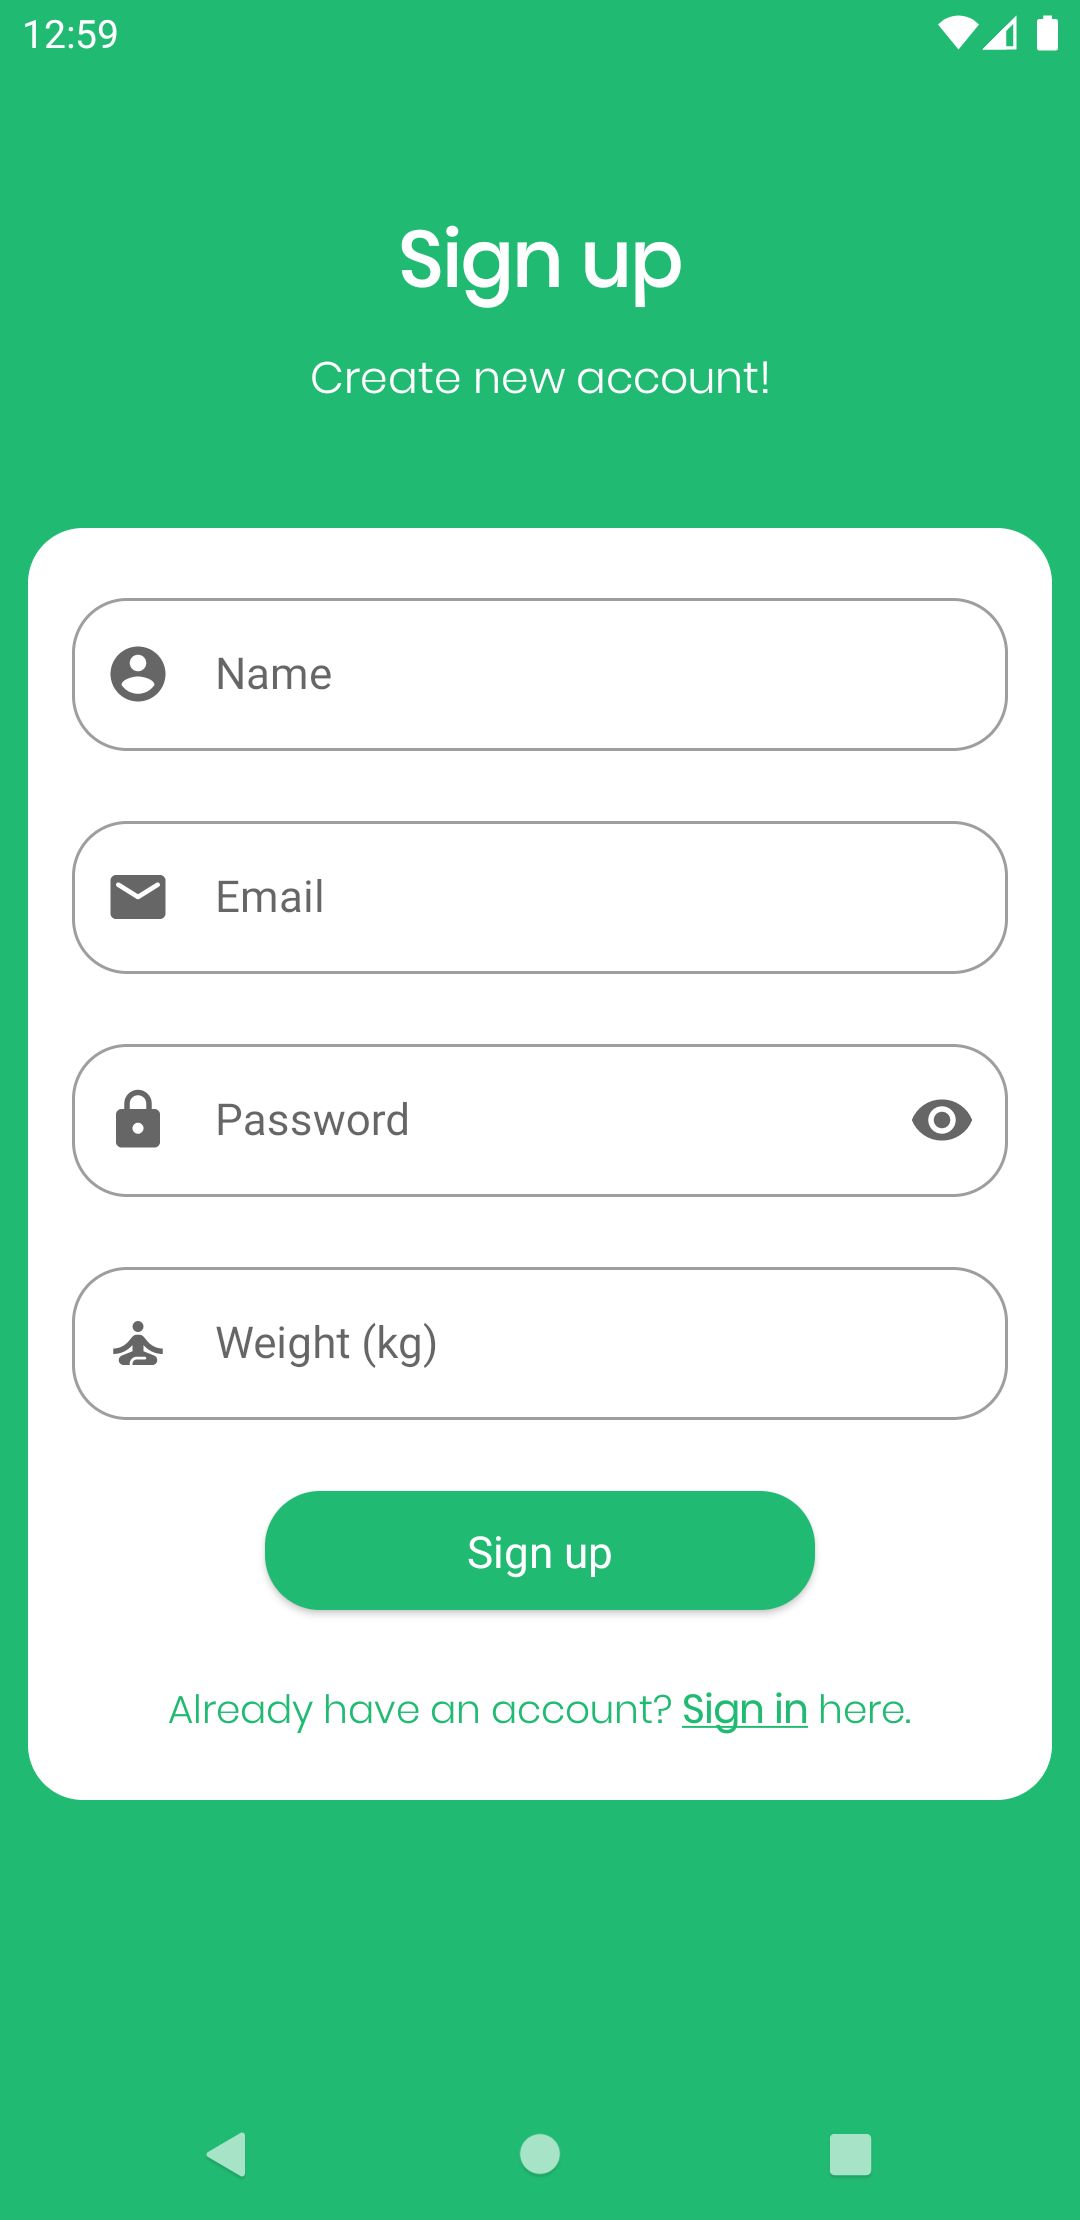 12:59
Sign up
Create new account!
Name
Email
Password
Weight (kg)
Sign up
Already have an account? Sign in here.